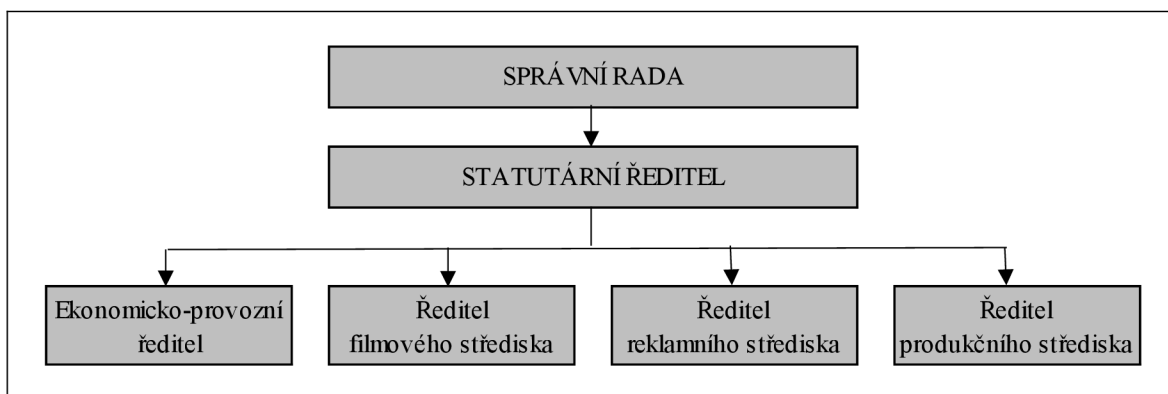 SPRÁVNÍ RADA
STATUTÁRNÍ ŘEDITEL
Ekonomicko-provozní
ředitel
Ředitel
filmového střediska
Ředitel
reklamního střediska
Ředitel
produkčního střediska